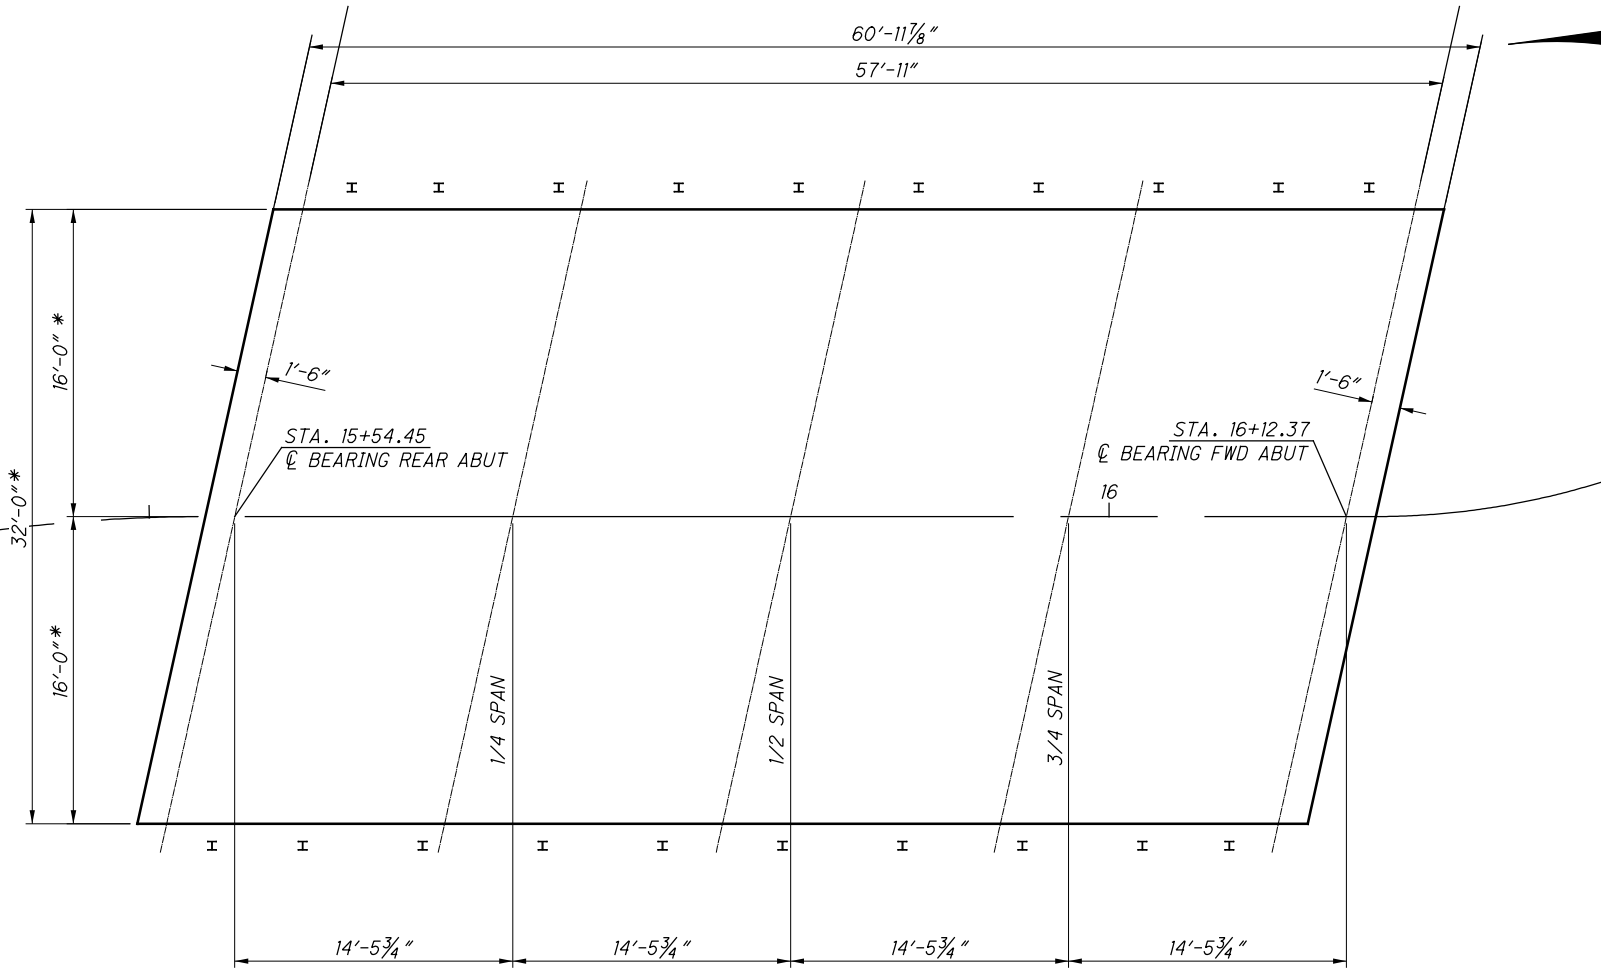 60'-11⅞"
57'-11"
16'-0" *
32'-0" *
16'-0" *
1'-6"
1'-6"
STA. 15+54.45
℄ BEARING REAR ABUT
STA. 16+12.37
℄ BEARING FWD ABUT
16
1/4 SPAN
1/2 SPAN
3/4 SPAN
14'-5¾"
14'-5¾"
14'-5¾"
14'-5¾"